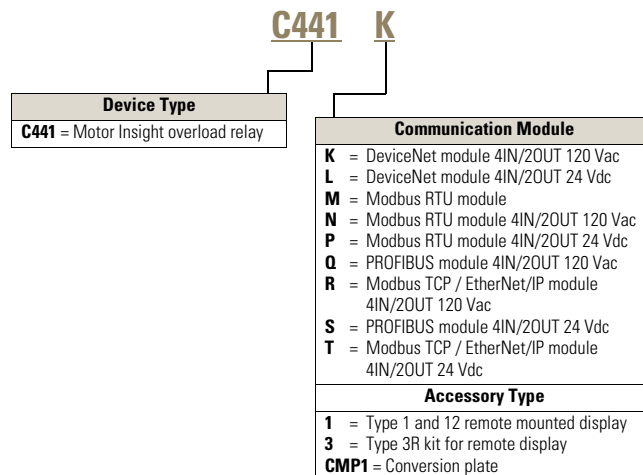 C441 K
Device Type
C441 = Motor Insight overload relay
Communication Module
K = DeviceNet module 4IN/2OUT 120 Vac
L = DeviceNet module 4IN/2OUT 24 Vdc
M = Modbus RTU module
N = Modbus RTU module 4IN/2OUT 120 Vac
P = Modbus RTU module 4IN/2OUT 24 Vdc
Q = PROFIBUS module 4IN/2OUT 120 Vac
R = Modbus TCP / EtherNet/IP module
4IN/2OUT 120 Vac
S = PROFIBUS module 4IN/2OUT 24 Vdc
T = Modbus TCP / EtherNet/IP module
4IN/2OUT 24 Vdc
Accessory Type
1 = Type 1 and 12 remote mounted display
3 = Type 3R kit for remote display
CMP1 = Conversion plate